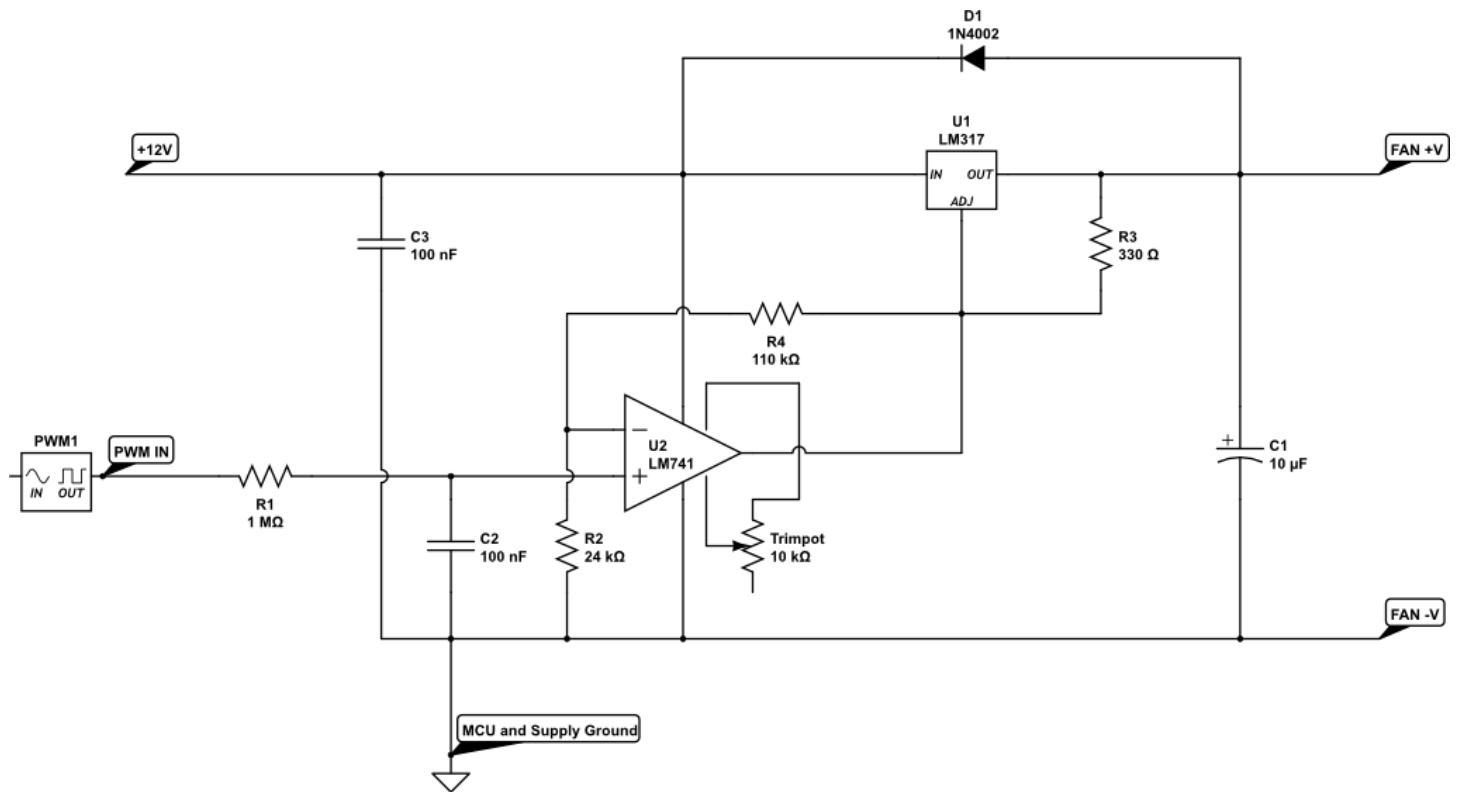 D1
1N4002
U1
LM317
+12V
FAN +V
IN OUT
ADJ
C3
100 nF
R3
330 Ω
R4
110 kΩ
PWM1
PWM IN
IN OUT
R1
1 MΩ
U2
LM741
−
+
+
C1
10 µF
C2
100 nF
R2
24 kΩ
Trimpot
10 kΩ
FAN -V
MCU and Supply Ground